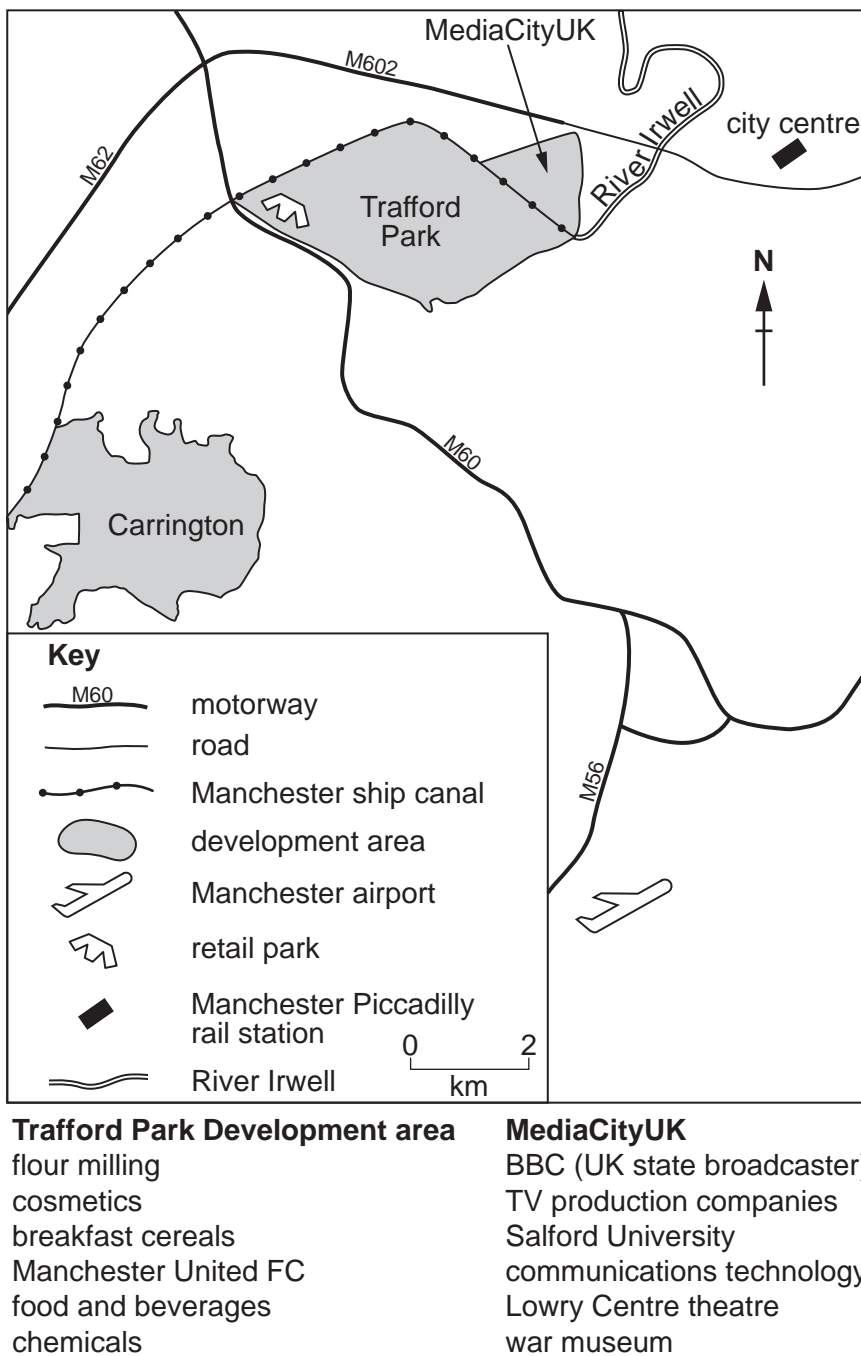 MediaCityUK
M602
River Irwell
city centre
M62
Trafford
Park
N
M60
Carrington
Key
M60
motorway
road
Manchester ship canal
development area
Manchester airport
retail park
Manchester Piccadilly
rail station
River Irwell
0 2
km
M56
Trafford Park Development area
flour milling
cosmetics
breakfast cereals
Manchester United FC
food and beverages
chemicals
MediaCityUK
BBC (UK state broadcaster)
TV production companies
Salford University
communications technology
Lowry Centre theatre
war museum